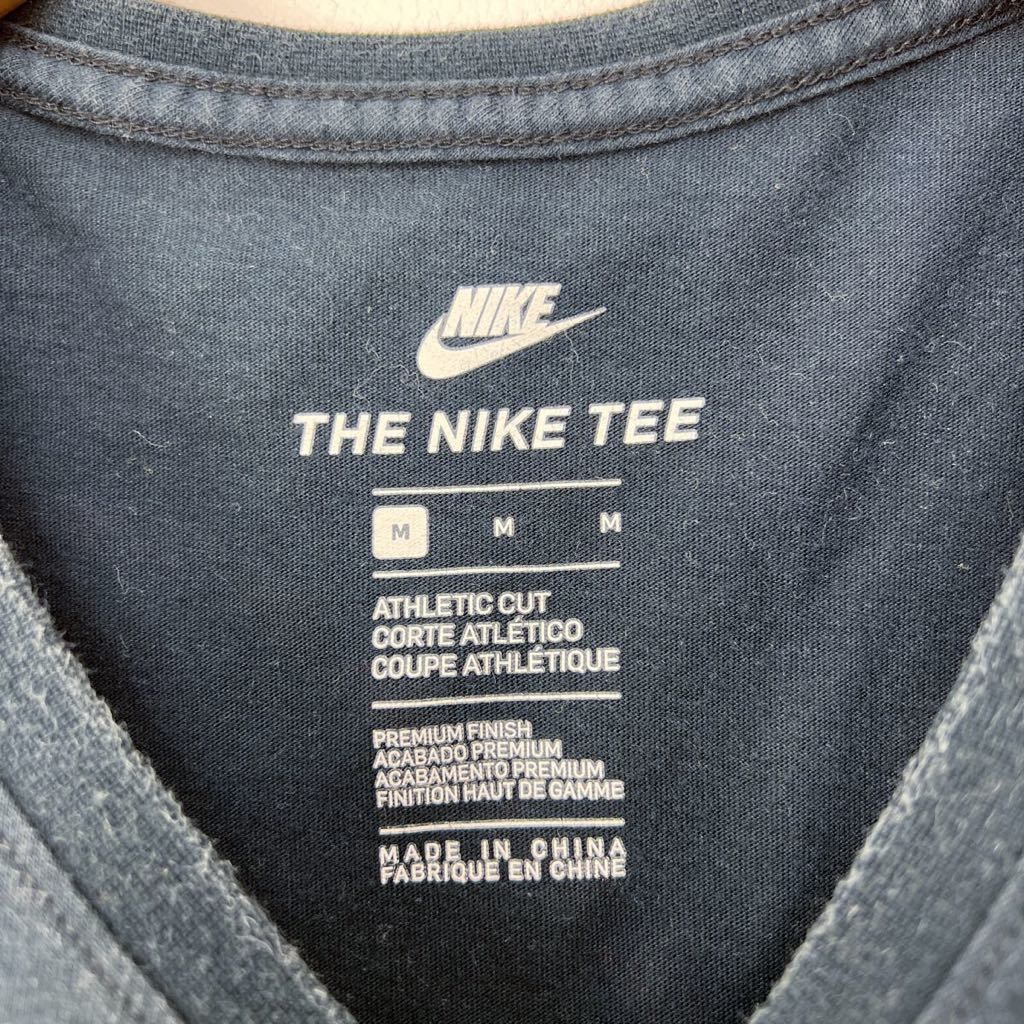 NIKE
THE NIKE TEE
M M M
ATHLETIC CUT
CORTE ATLÉTICO
COUPE ATHLÉTIQUE
PREMIUM FINISH
ACABADO PREMIUM
ACABAMENTO PREMIUM
FINITION HAUT DE GAMME
MADE IN CHINA
FABRIQUE EN CHINE